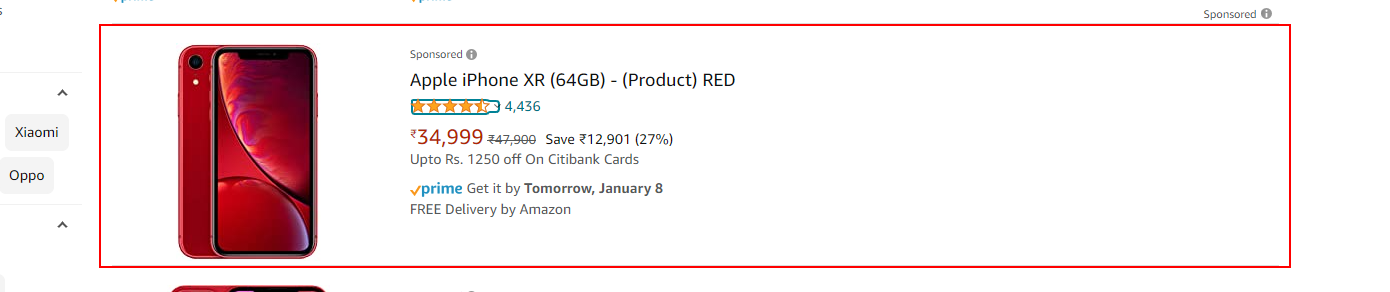 prime prime
Sponsored
Sponsored
Apple iPhone XR (64GB) - (Product) RED
4,436
₹34,999 ₹47,900 Save ₹12,901 (27%)
Upto Rs. 1250 off On Citibank Cards
prime Get it by Tomorrow, January 8
FREE Delivery by Amazon
Xiaomi
Oppo